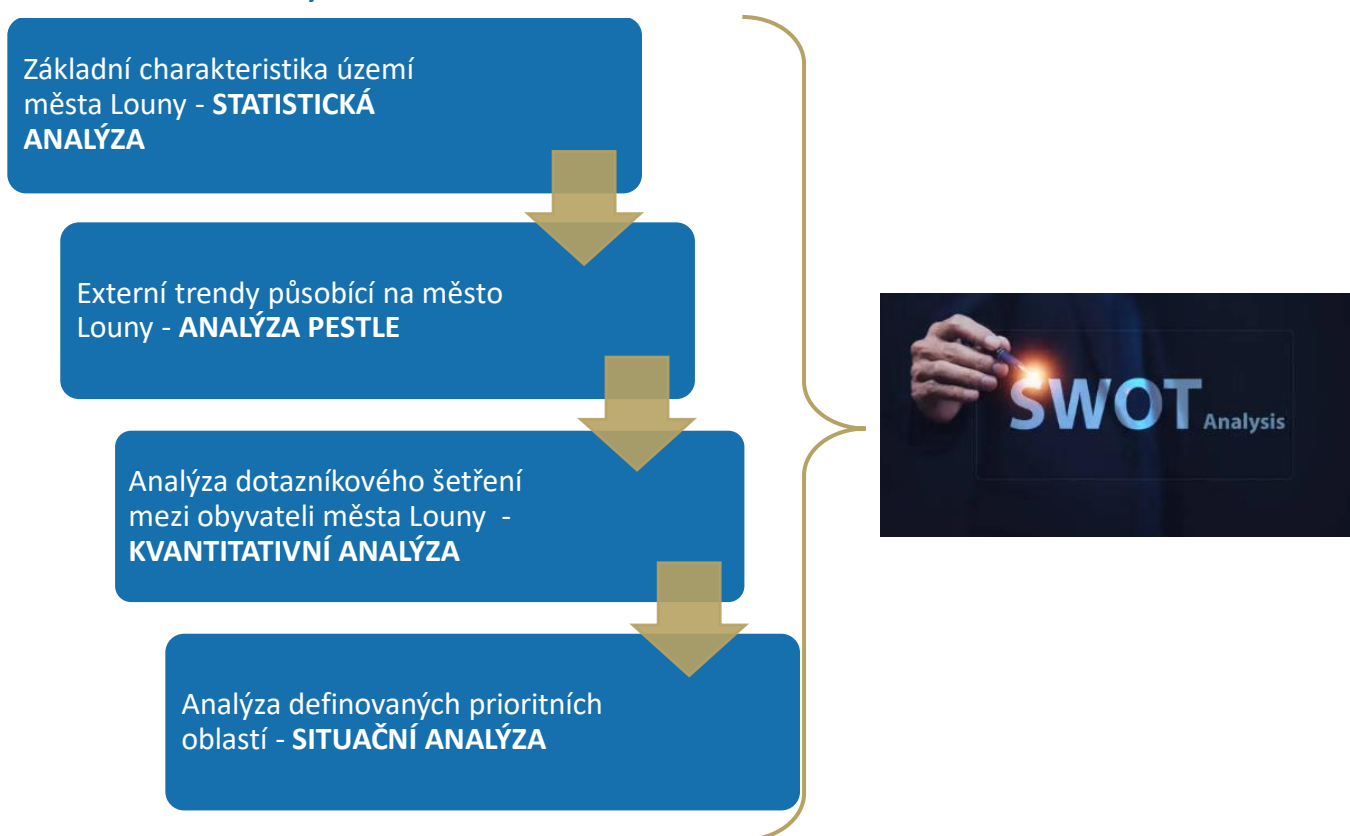 Základní charakteristika území
města Louny - STATISTICKÁ
ANALÝZA
Externí trendy působící na město
Louny - ANALÝZA PESTLE
Analýza dotazníkového šetření
mezi obyvateli města Louny -
KVANTITATIVNÍ ANALÝZA
Analýza definovaných prioritních
oblastí - SITUAČNÍ ANALÝZA
SWOT Analysis